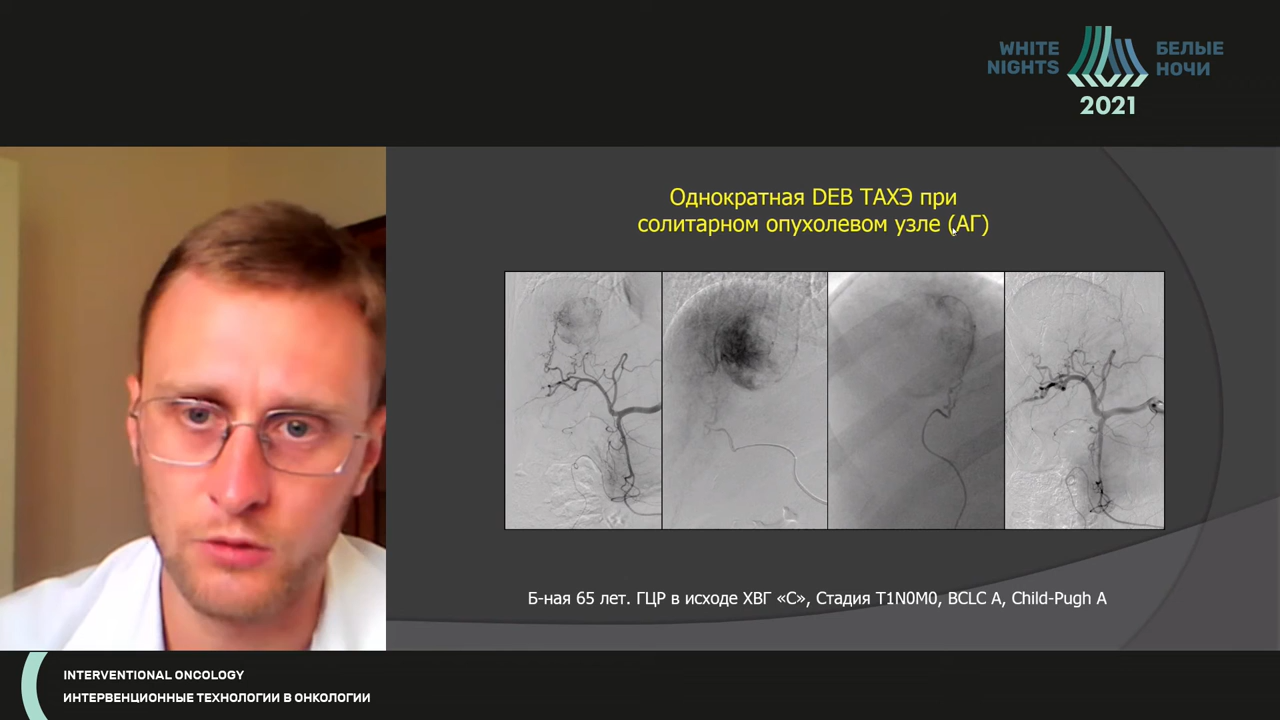 WHITE
NIGHTS
БЕЛЫЕ
НОЧИ
2021
Однократная DEB ТАХЭ при
солитарном опухолевом узле (АГ)
Б-ная 65 лет. ГЦР в исходе ХВГ «С», Стадия T1N0M0, BCLC A, Child-Pugh A
INTERVENTIONAL ONCOLOGY
ИНТЕРВЕНЦИОННЫЕ ТЕХНОЛОГИИ В ОНКОЛОГИИ